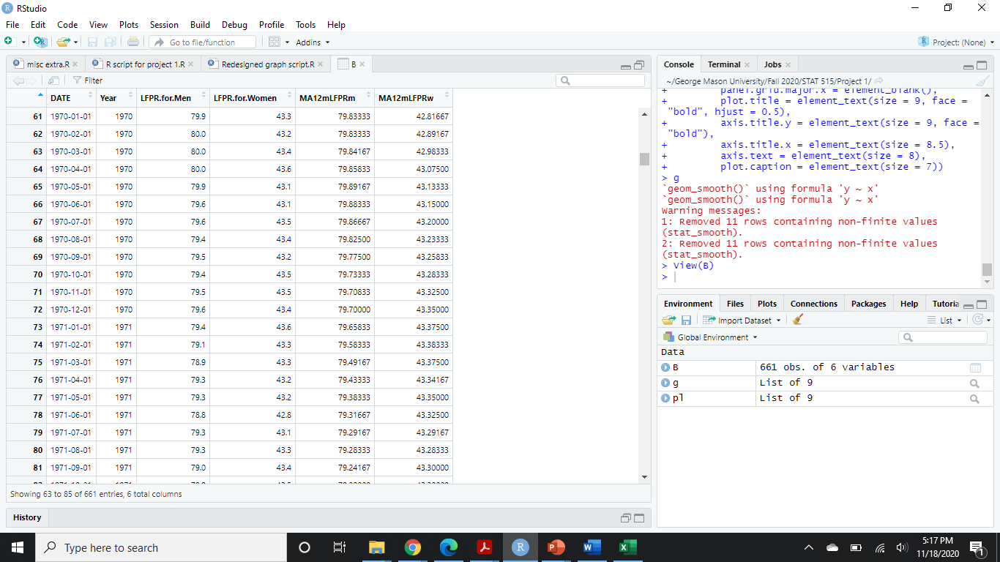 RStudio
File Edit Code View Plots Session Build Debug Profile Tools Help
Go to file/function Addins Project: (None)
misc extra.R R script for project 1.R Redesigned graph script.R B
Filter
DATE Year LFPR.for.Men LFPR.for.Women MA12mLFPRm MA12mLFPRw
61 1970-01-01 1970 79.9 43.3 79.83333 42.81667
62 1970-02-01 1970 80.0 43.2 79.83333 42.89167
63 1970-03-01 1970 80.0 43.4 79.84167 42.98333
64 1970-04-01 1970 80.0 43.6 79.85833 43.07500
65 1970-05-01 1970 79.9 43.1 79.89167 43.13333
66 1970-06-01 1970 79.6 43.1 79.88333 43.15000
67 1970-07-01 1970 79.6 43.5 79.86667 43.20000
68 1970-08-01 1970 79.4 43.4 79.82500 43.23333
69 1970-09-01 1970 79.5 43.2 79.77500 43.25833
70 1970-10-01 1970 79.4 43.5 79.73333 43.28333
71 1970-11-01 1970 79.5 43.5 79.70833 43.32500
72 1970-12-01 1970 79.6 43.4 79.70000 43.35000
73 1971-01-01 1971 79.4 43.6 79.65833 43.37500
74 1971-02-01 1971 79.1 43.3 79.58333 43.38333
75 1971-03-01 1971 78.9 43.3 79.49167 43.37500
76 1971-04-01 1971 79.3 43.2 79.43333 43.34167
77 1971-05-01 1971 79.3 43.2 79.38333 43.35000
78 1971-06-01 1971 78.8 42.8 79.31667 43.32500
79 1971-07-01 1971 79.3 43.1 79.29167 43.29167
80 1971-08-01 1971 79.3 43.3 79.28333 43.28333
81 1971-09-01 1971 79.0 43.4 79.24167 43.30000
Showing 63 to 85 of 661 entries, 6 total columns
History
Console Terminal Jobs
~/George Mason University/Fall 2020/STAT 515/Project 1/
+ panel.grid.major.x = element_blank(),
+ plot.title = element_text(size = 9, face =
"bold", hjust = 0.5),
+ axis.title.y = element_text(size = 9, face =
"bold"),
+ axis.title.x = element_text(size = 8.5),
+ axis.text = element_text(size = 8),
+ plot.caption = element_text(size = 7))
> g
`geom_smooth()` using formula 'y ~ x'
`geom_smooth()` using formula 'y ~ x'
Warning messages:
1: Removed 11 rows containing non-finite values
(stat_smooth).
2: Removed 11 rows containing non-finite values
(stat_smooth).
> View(B)
>
Environment Files Plots Connections Packages Help Tutoria
Import Dataset List
Global Environment
Data
B 661 obs. of 6 variables
g List of 9
pl List of 9
Type here to search
5:17 PM
11/18/2020
1